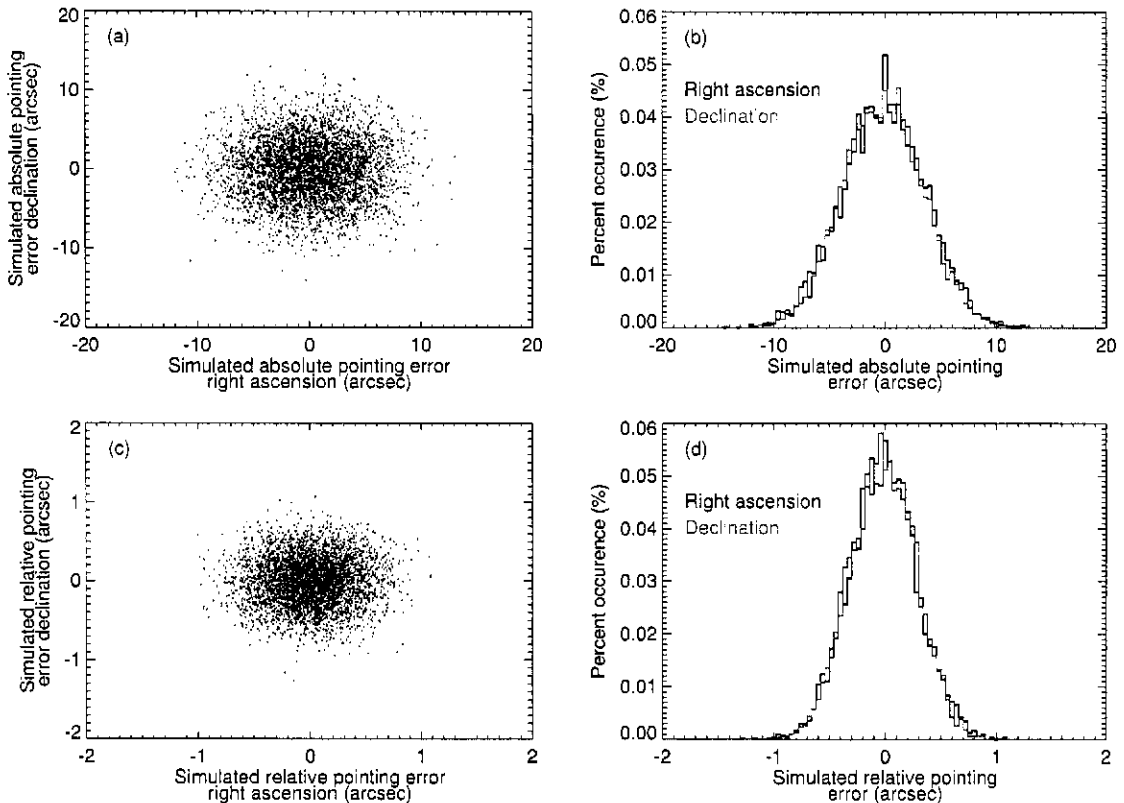 (a)
20
10
0
-10
-20
-20
-10
0
10
20
Simulated absolute pointing
error declination (arcsec)
Simulated absolute pointing error
right ascension (arcsec)
(b)
Right ascension
Declination
0.06
0.05
0.04
0.03
0.02
0.01
0.00
-20
-10
0
10
20
Percent occurence (%)
Simulated absolute pointing
error (arcsec)
(c)
2
1
0
-1
-2
-2
-1
0
1
2
Simulated relative pointing
error declination (arcsec)
Simulated relative pointing error
right ascension (arcsec)
(d)
Right ascension
Declination
0.06
0.05
0.04
0.03
0.02
0.01
0.00
-2
-1
0
1
2
Percent occurence (%)
Simulated relative pointing
error (arcsec)